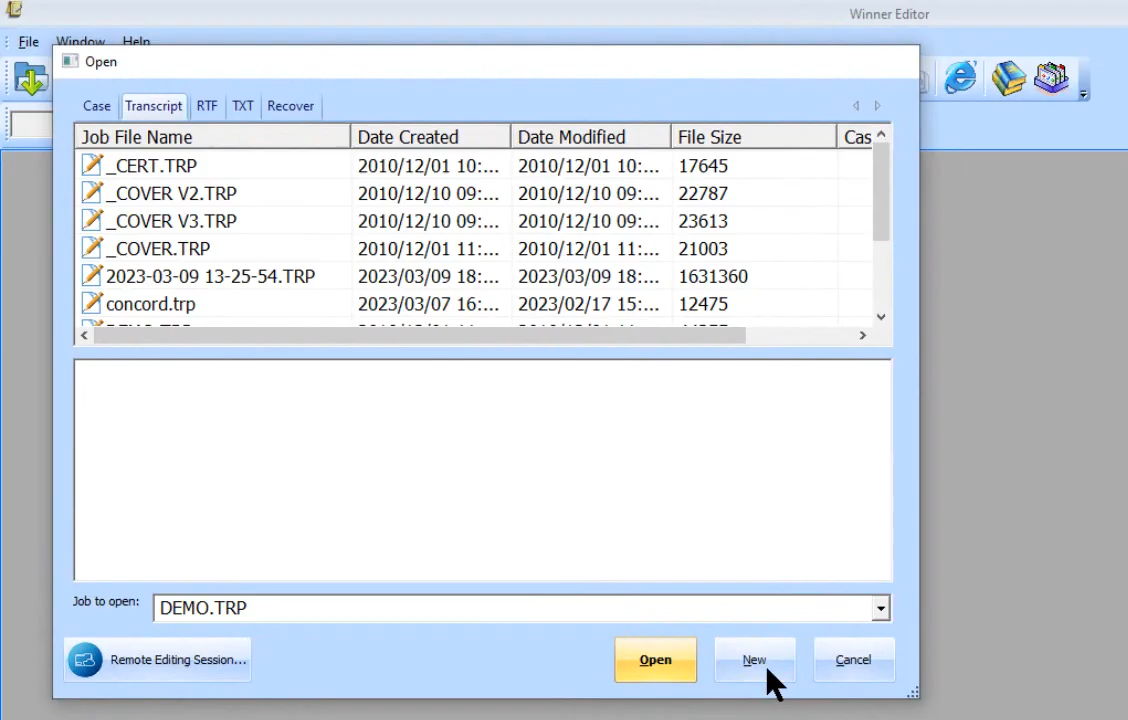 Winner Editor
File Window Help
Open
Case Transcript RTF TXT Recover
Job File Name Date Created Date Modified File Size Cas
_CERT.TRP 2010/12/01 10:... 2010/12/01 10:... 17645
_COVER V2.TRP 2010/12/10 09:... 2010/12/10 09:... 22787
_COVER V3.TRP 2010/12/10 09:... 2010/12/10 09:... 23613
_COVER.TRP 2010/12/01 11:... 2010/12/01 11:... 21003
2023-03-09 13-25-54.TRP 2023/03/09 18:... 2023/03/09 18:... 1631360
concord.trp 2023/03/07 16:... 2023/02/17 15:... 12475
Job to open: DEMO.TRP
Remote Editing Session... Open New Cancel